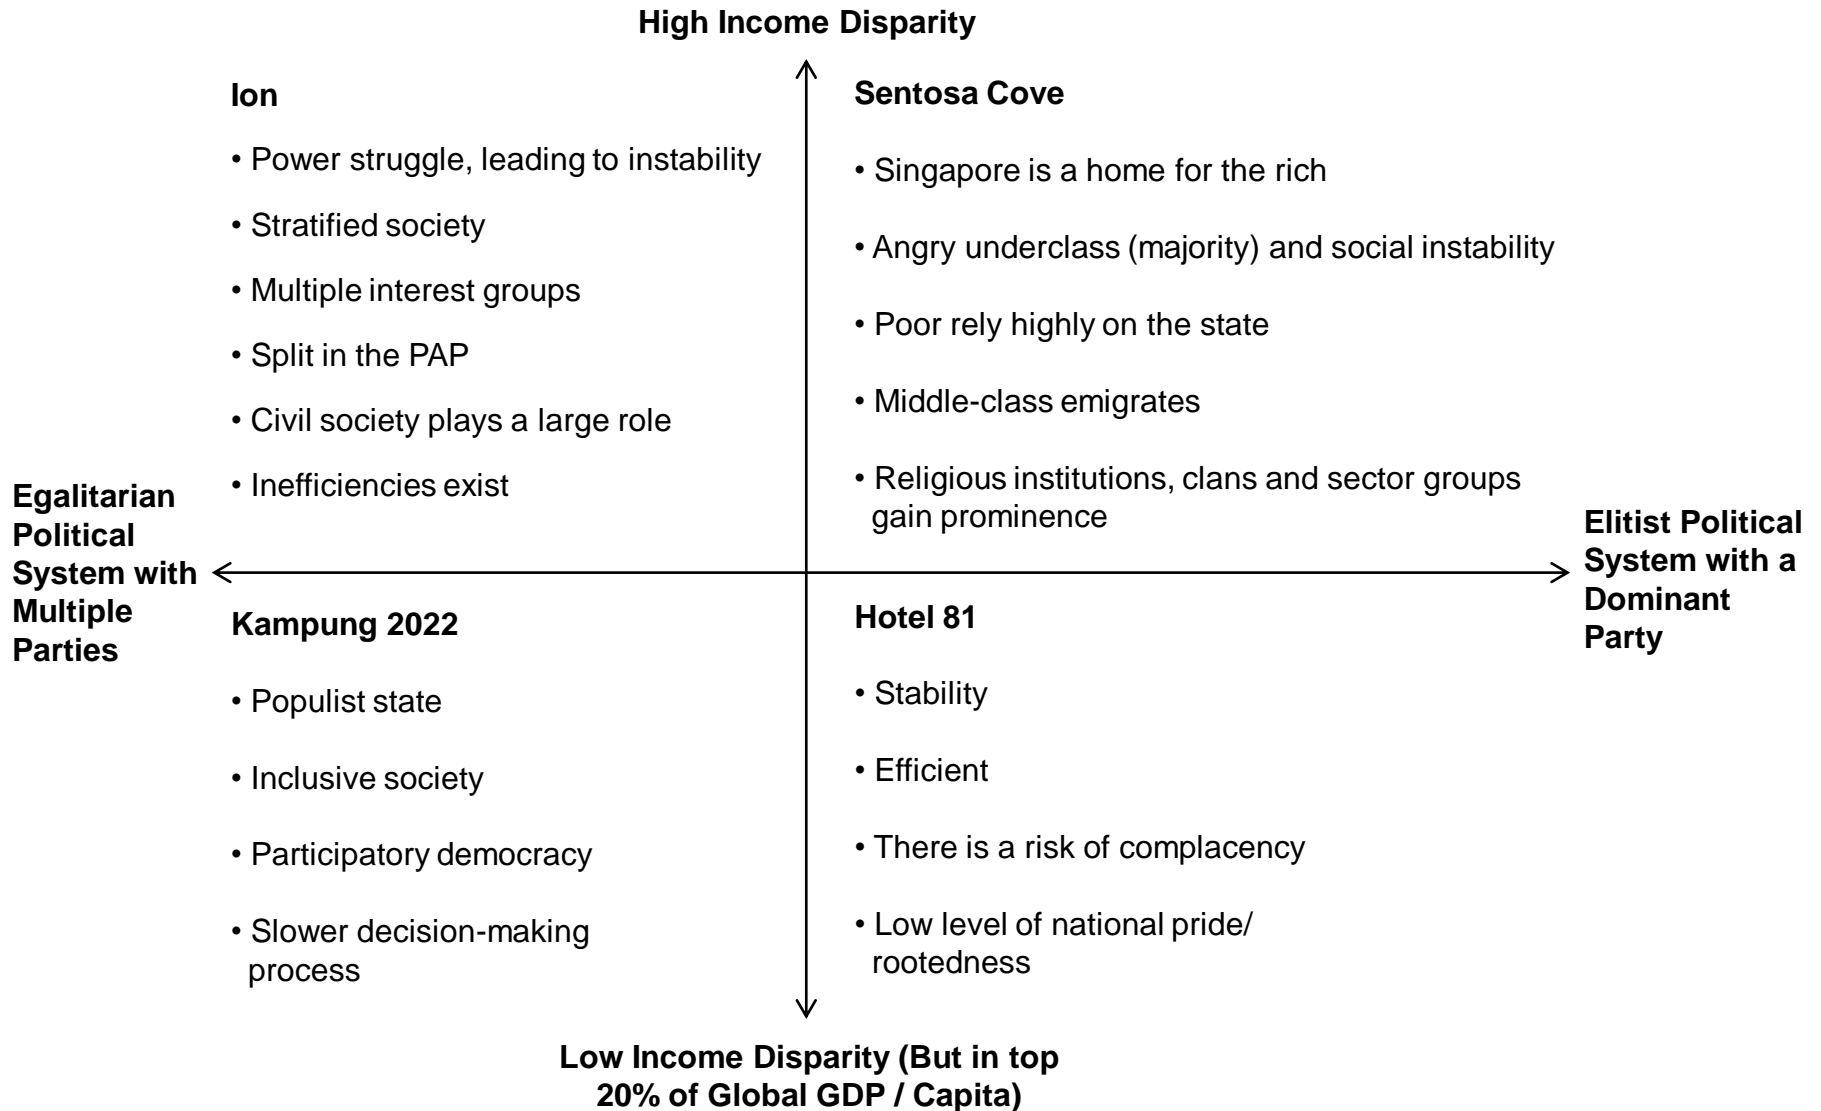 High Income Disparity
Ion
• Power struggle, leading to instability
• Stratified society
• Multiple interest groups
• Split in the PAP
• Civil society plays a large role
• Inefficiencies exist
Sentosa Cove
• Singapore is a home for the rich
• Angry underclass (majority) and social instability
• Poor rely highly on the state
• Middle-class emigrates
• Religious institutions, clans and sector groups
gain prominence
Egalitarian
Political
System with
Multiple
Parties
Elitist Political
System with a
Dominant
Party
Kampung 2022
• Populist state
• Inclusive society
• Participatory democracy
• Slower decision-making
process
Hotel 81
• Stability
• Efficient
• There is a risk of complacency
• Low level of national pride/
rootedness
Low Income Disparity (But in top
20% of Global GDP / Capita)